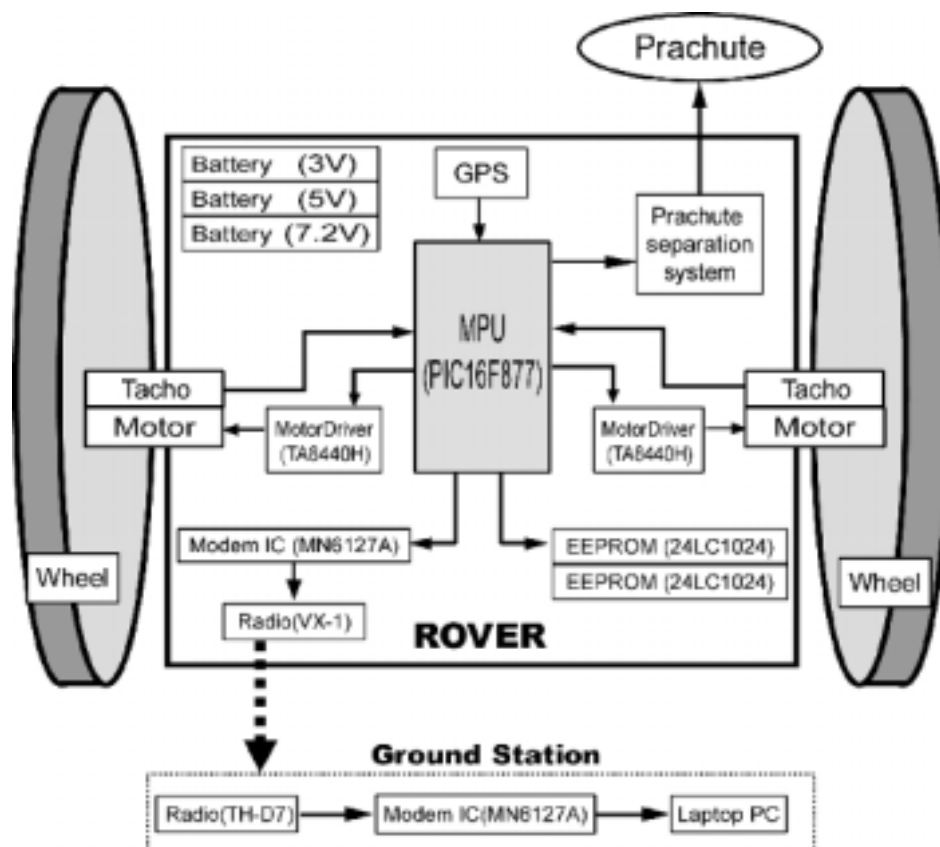 Prachute
Battery (3V)
Battery (5V)
Battery (7.2V)
GPS
Prachute
separation
system
MPU
(PIC16F877)
Tacho
Motor
MotorDriver
(TA8440H)
MotorDriver
(TA8440H)
Tacho
Motor
Modem IC (MN6127A)
EEPROM (24LC1024)
EEPROM (24LC1024)
Wheel
Wheel
Radio(VX-1)
ROVER
Ground Station
Radio(TH-D7)
Modem IC(MN6127A)
Laptop PC